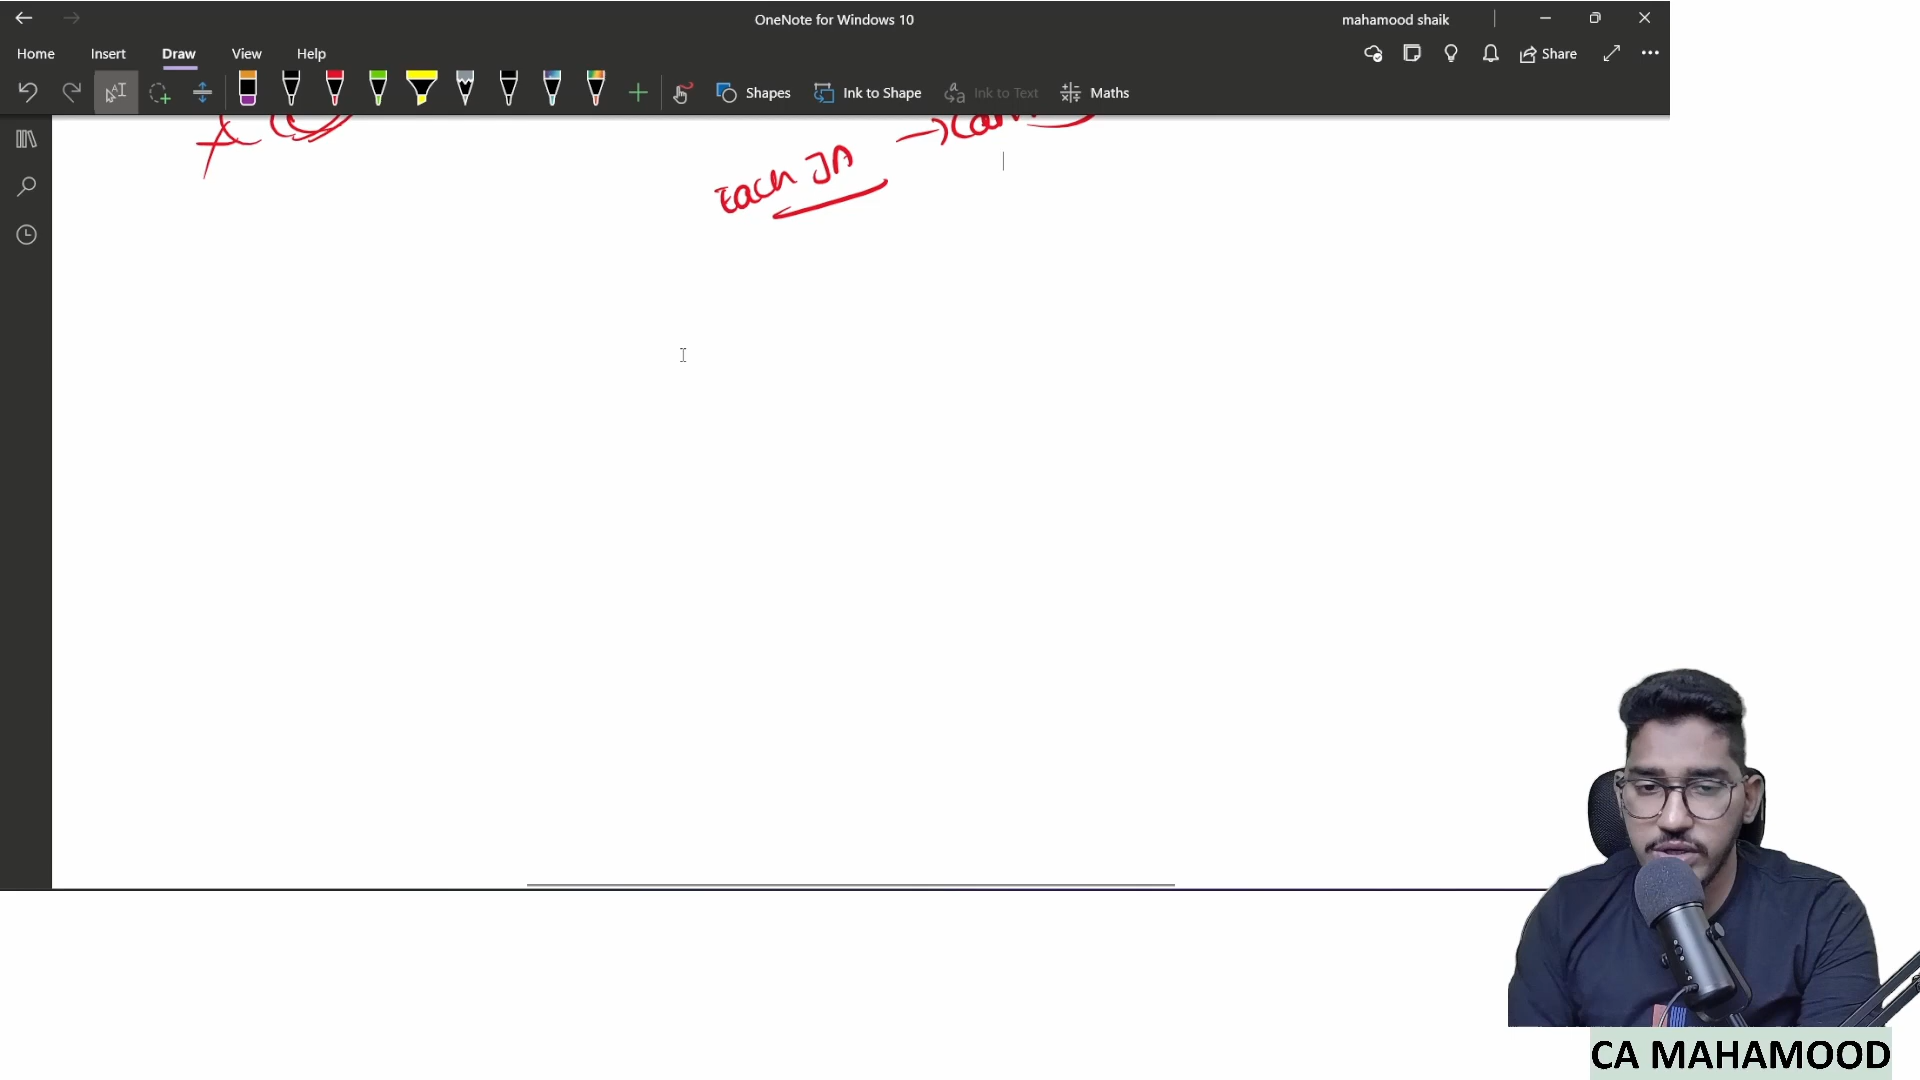 OneNote for Windows 10
mahamood shaik
Home Insert Draw View Help
Share
Shapes Ink to Shape Ink to Text Maths
Each JA
CA MAHAMOOD